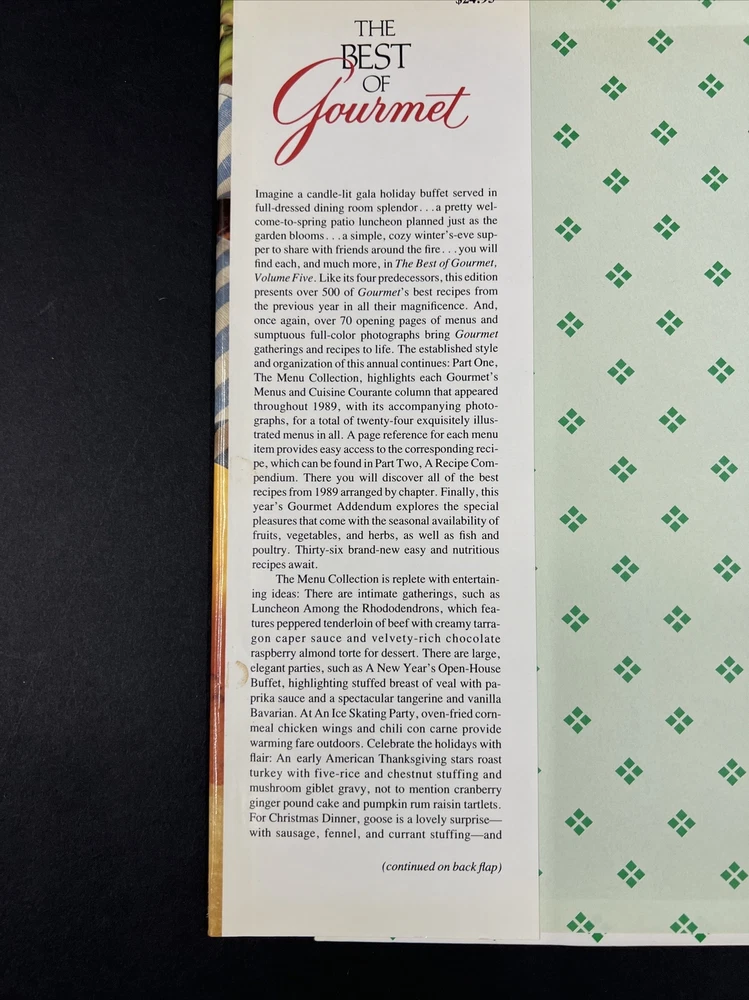 $24.95
THE
BEST
OF
Gourmet
Imagine a candle-lit gala holiday buffet served in
full-dressed dining room splendor . . . a pretty wel-
come-to-spring patio luncheon planned just as the
garden blooms . . . a simple, cozy winter's-eve sup-
per to share with friends around the fire . . . you will
find each, and much more, in The Best of Gourmet,
Volume Five. Like its four predecessors, this edition
presents over 500 of Gourmet's best recipes from
the previous year in all their magnificence. And,
once again, over 70 opening pages of menus and
sumptuous full-color photographs bring Gourmet
gatherings and recipes to life. The established style
and organization of this annual continues: Part One,
The Menu Collection, highlights each Gourmet's
Menus and Cuisine Courante column that appeared
throughout 1989, with its accompanying photo-
graphs, for a total of twenty-four exquisitely illus-
trated menus in all. A page reference for each menu
item provides easy access to the corresponding reci-
pe, which can be found in Part Two, A Recipe Com-
pendium. There you will discover all of the best
recipes from 1989 arranged by chapter. Finally, this
year's Gourmet Addendum explores the special
pleasures that come with the seasonal availability of
fruits, vegetables, and herbs, as well as fish and
poultry. Thirty-six brand-new easy and nutritious
recipes await.
The Menu Collection is replete with entertain-
ing ideas: There are intimate gatherings, such as
Luncheon Among the Rhododendrons, which fea-
tures peppered tenderloin of beef with creamy tarra-
gon caper sauce and velvety-rich chocolate
raspberry almond torte for dessert. There are large,
elegant parties, such as A New Year's Open-House
Buffet, highlighting stuffed breast of veal with pa-
prika sauce and a spectacular tangerine and vanilla
Bavarian. At An Ice Skating Party, oven-fried corn-
meal chicken wings and chili con carne provide
warming fare outdoors. Celebrate the holidays with
flair: An early American Thanksgiving stars roast
turkey with five-rice and chestnut stuffing and
mushroom giblet gravy, not to mention cranberry
ginger pound cake and pumpkin rum raisin tartlets.
For Christmas Dinner, goose is a lovely surprise—
with sausage, fennel, and currant stuffing—and
(continued on back flap)